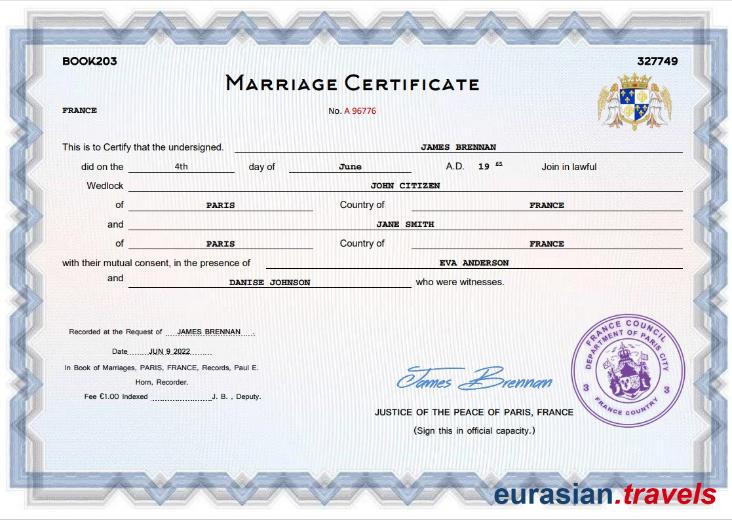 BOOK203 327749
MARRIAGE CERTIFICATE
FRANCE No. A 96776
This is to Certify that the undersigned. JAMES BRENNAN
did on the 4th day of June A.D. 19 Join in lawful
Wedlock JOHN CITIZEN
of PARIS Country of FRANCE
and JANE SMITH
of PARIS Country of FRANCE
with their mutual consent, in the presence of EVA ANDERSON
and DANISE JOHNSON who were witnesses.
Recorded at the Request of JAMES BRENNAN
Date JUN 9 2022
In Book of Marriages, PARIS, FRANCE, Records, Paul E.
Horn, Recorder.
Fee €1.00 Indexed J. B. , Deputy.
James Brennan
JUSTICE OF THE PEACE OF PARIS, FRANCE
(Sign this in official capacity.)
FRANCE COUNCIL
DEPARTMENT OF PARIS CITY
3 3
FRANCE COUNTRY
eurasian.travels